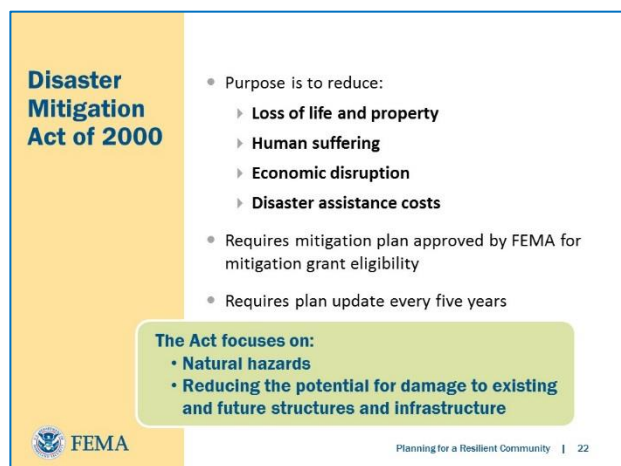 Disaster
Mitigation
Act of 2000
• Purpose is to reduce:
Loss of life and property
Human suffering
Economic disruption
Disaster assistance costs
• Requires mitigation plan approved by FEMA for
mitigation grant eligibility
• Requires plan update every five years
The Act focuses on:
• Natural hazards
• Reducing the potential for damage to existing
and future structures and infrastructure
FEMA
Planning for a Resilient Community | 22